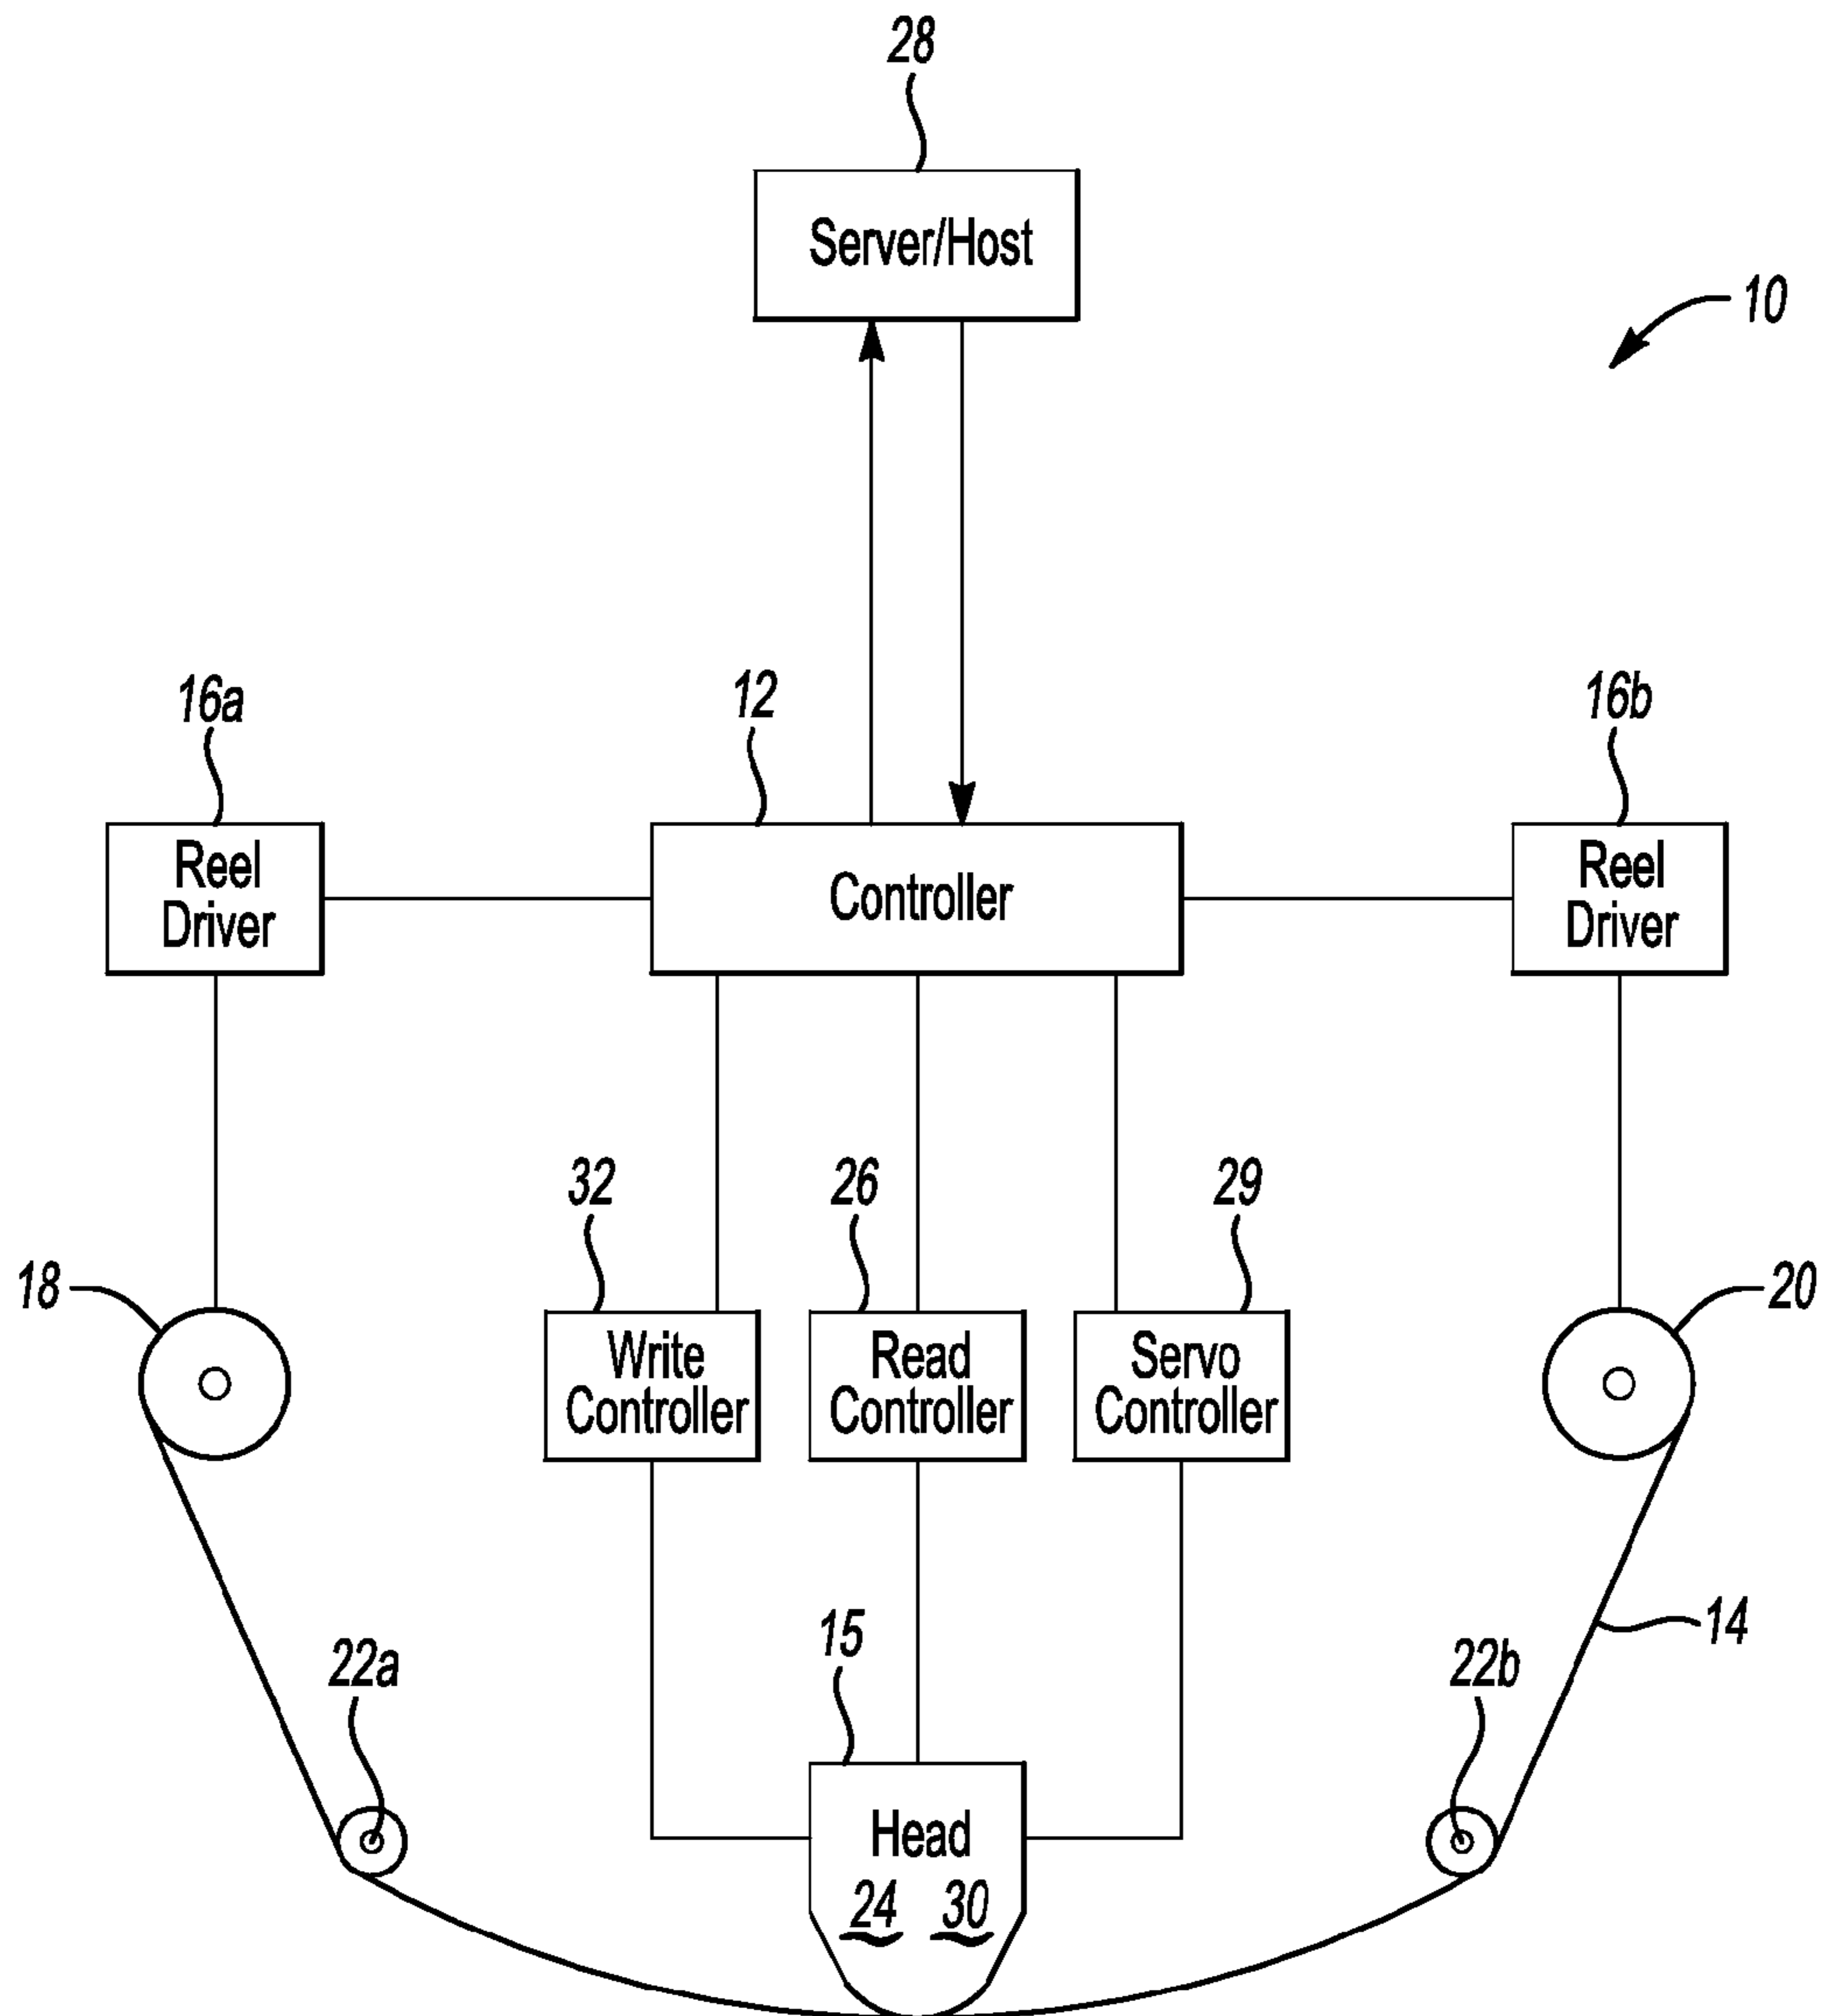 28
Server/Host
10
16a
12
16b
Reel
Driver
Controller
Reel
Driver
32
26
29
18
20
Write
Controller
Read
Controller
Servo
Controller
15
14
22a
22b
Head
24 30